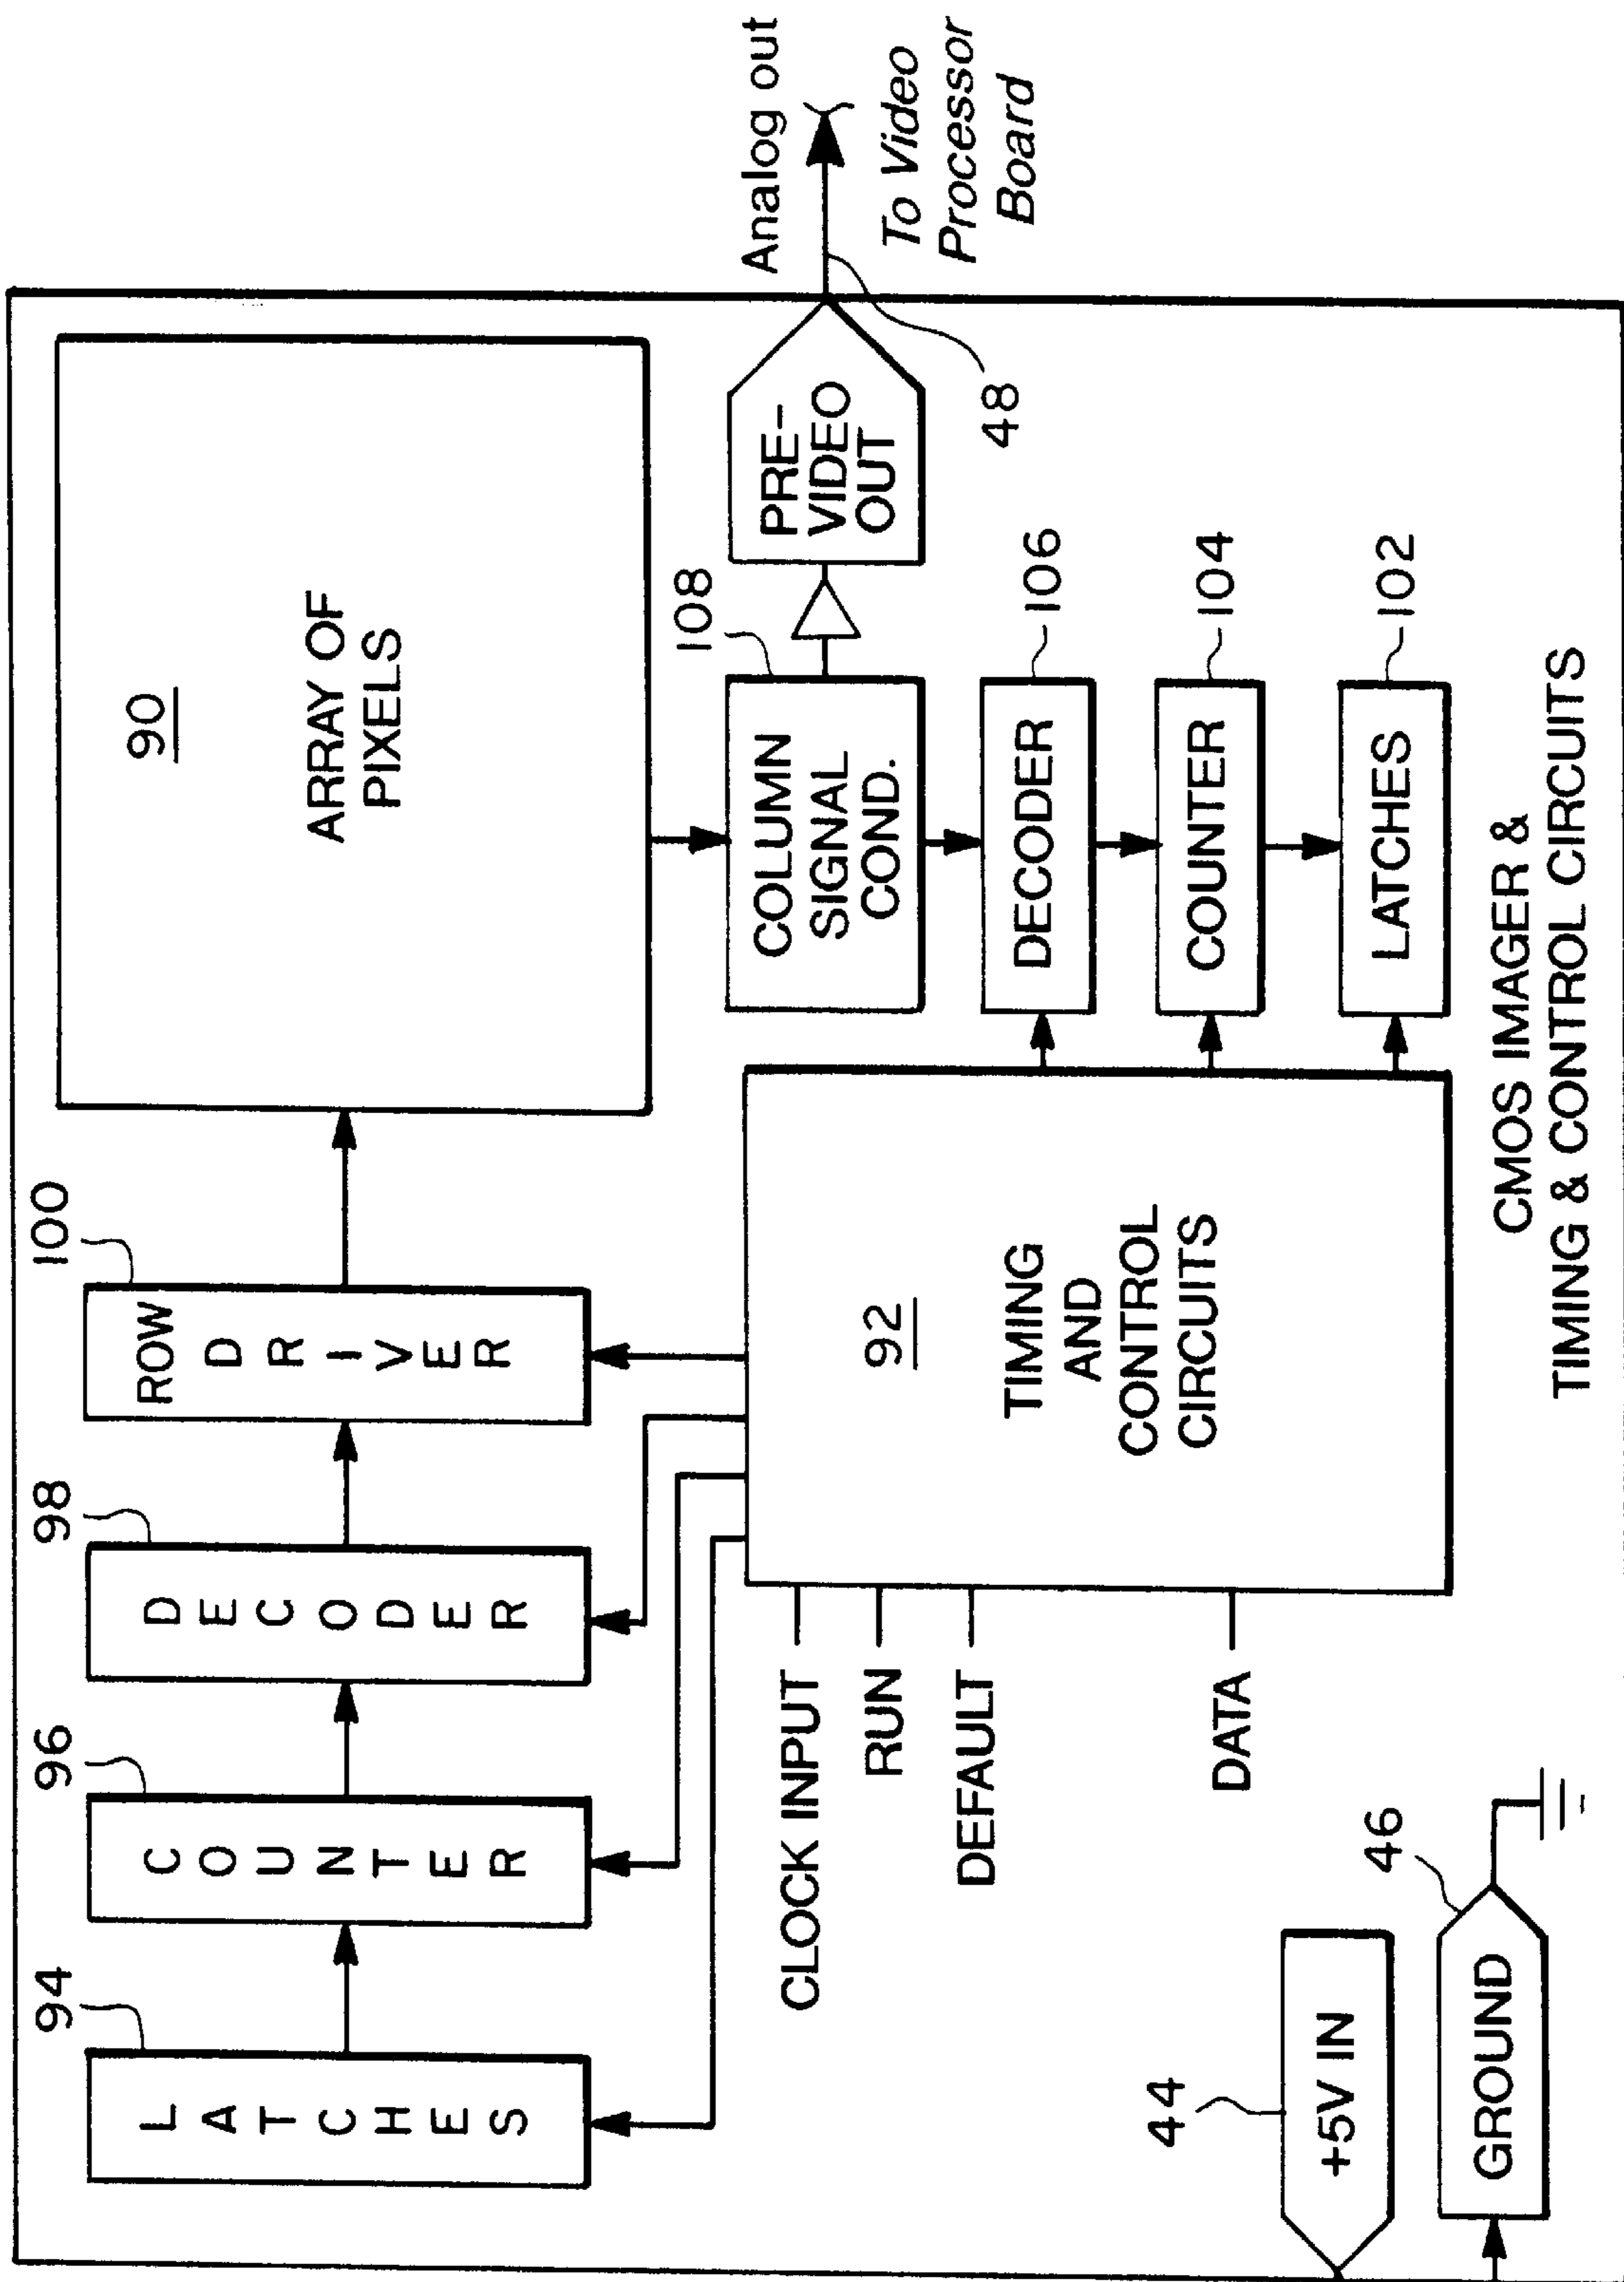 94
96
98
100
LATCHES
COUNTER
DECODER
ROW
DRIVER
90
ARRAY OF
PIXELS
CLOCK INPUT
RUN
DEFAULT
DATA
92
TIMING
AND
CONTROL
CIRCUITS
108
COLUMN
SIGNAL
COND.
PRE-
VIDEO
OUT
Analog out
To Video
Processor
Board
48
DECODER
106
COUNTER
104
LATCHES
102
44
+5V IN
46
GROUND
CMOS IMAGER &
TIMING & CONTROL CIRCUITS